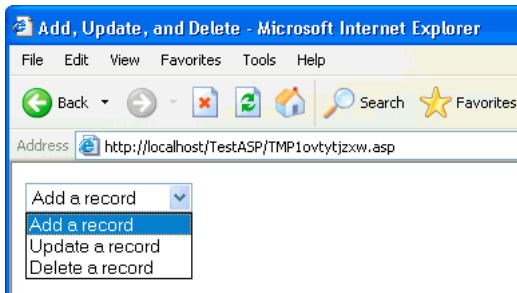 Add, Update, and Delete - Microsoft Internet Explorer
File Edit View Favorites Tools Help
Back Search Favorites
Address http://localhost/TestASP/TMP1ovtytjzxw.asp
Add a record
Add a record
Update a record
Delete a record